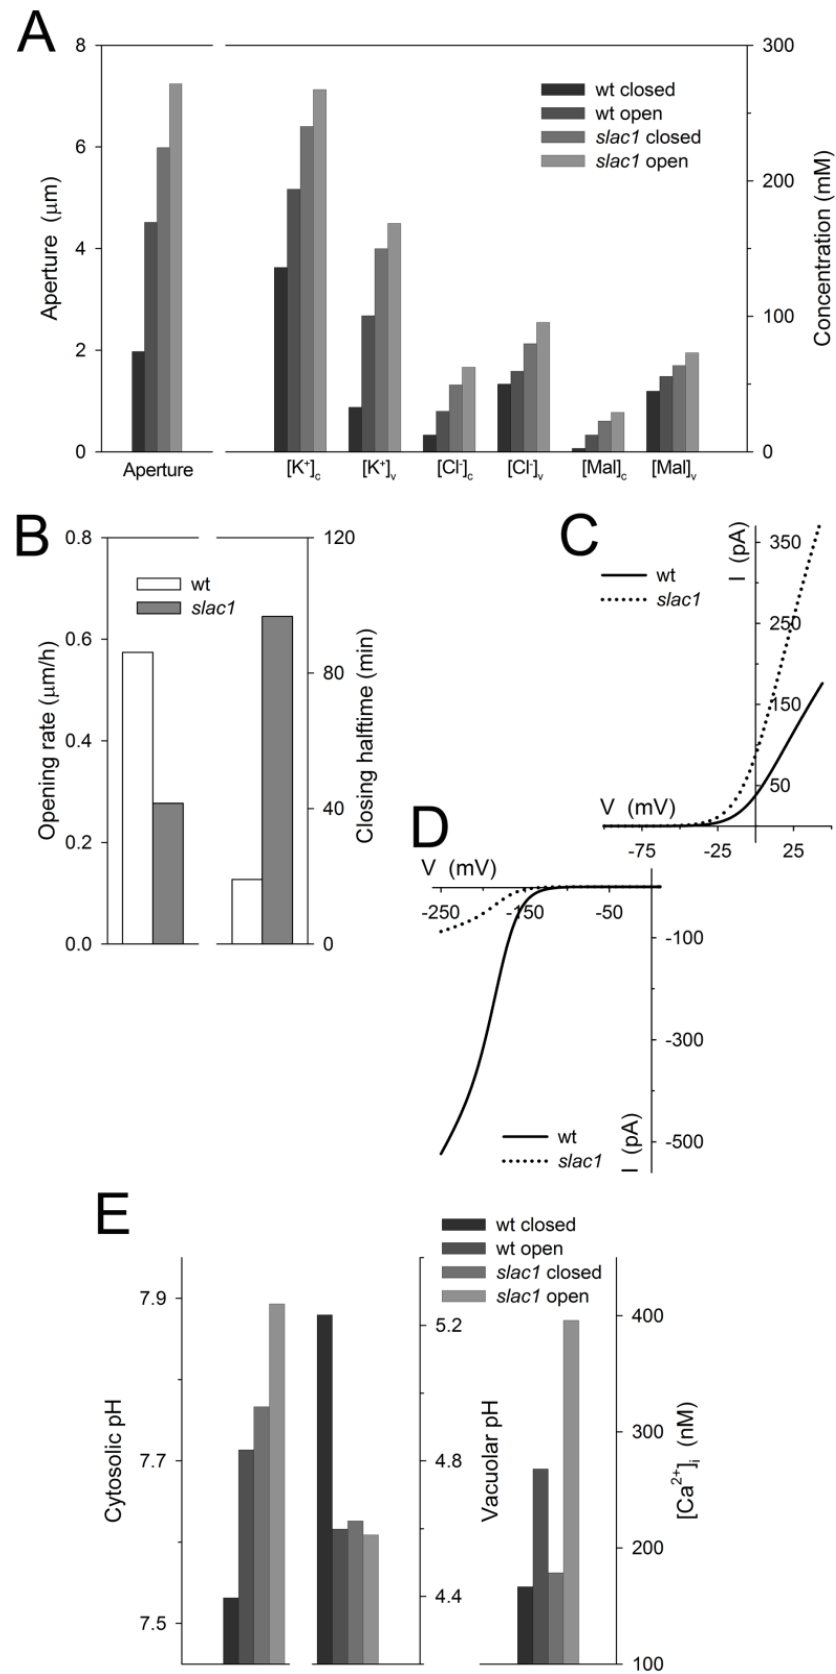 A
8
6
4
2
0
Aperture (μm)
300
200
100
0
Concentration (mM)
wt closed
wt open
slac1 closed
slac1 open
Aperture
[K⁺]c
[K⁺]v
[Cl⁻]c
[Cl⁻]v
[Mal]c
[Mal]v
B
0.8
0.6
0.4
0.2
0.0
Opening rate (μm/h)
wt
slac1
120
80
40
0
Closing halftime (min)
C
wt
slac1
I (pA)
350
250
150
50
V (mV)
-75
-25
25
D
V (mV)
-250
-150
-50
-100
-300
-500
I (pA)
wt
slac1
E
wt closed
wt open
slac1 closed
slac1 open
7.9
7.7
7.5
Cytosolic pH
5.2
4.8
4.4
Vacuolar pH
400
300
200
100
[Ca²⁺]i (nM)